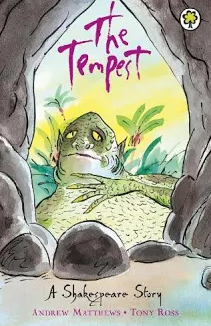 The
Tempest
A Shakespeare Story
ANDREW MATTHEWS • TONY ROSS